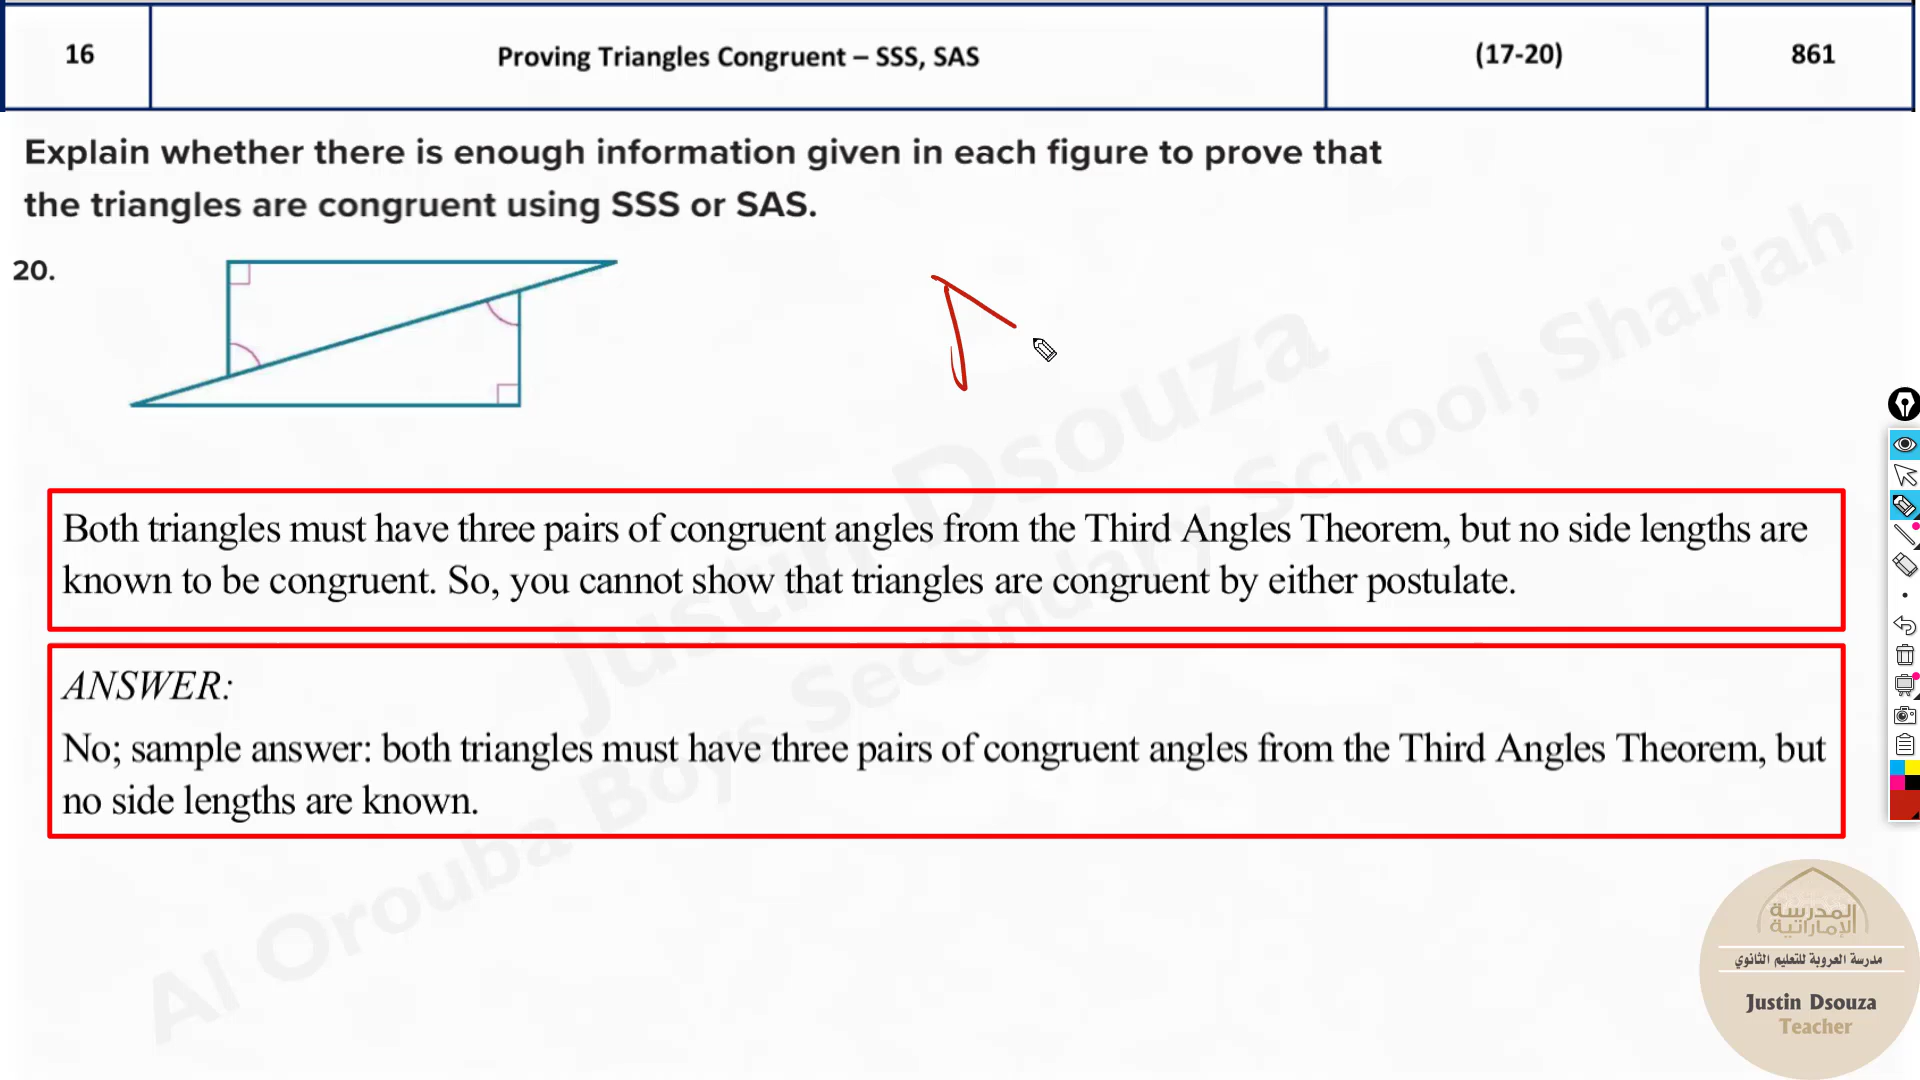 16
Proving Triangles Congruent – SSS, SAS
(17-20)
861
Explain whether there is enough information given in each figure to prove that
the triangles are congruent using SSS or SAS.
20.
Both triangles must have three pairs of congruent angles from the Third Angles Theorem, but no side lengths are
known to be congruent. So, you cannot show that triangles are congruent by either postulate.
ANSWER:
No; sample answer: both triangles must have three pairs of congruent angles from the Third Angles Theorem, but
no side lengths are known.
Justin Dsouza
Al Orouba Boys Secondary School, Sharjah
المدرسة
الإماراتية
مدرسة العروبة للتعليم الثانوي
Justin Dsouza
Teacher